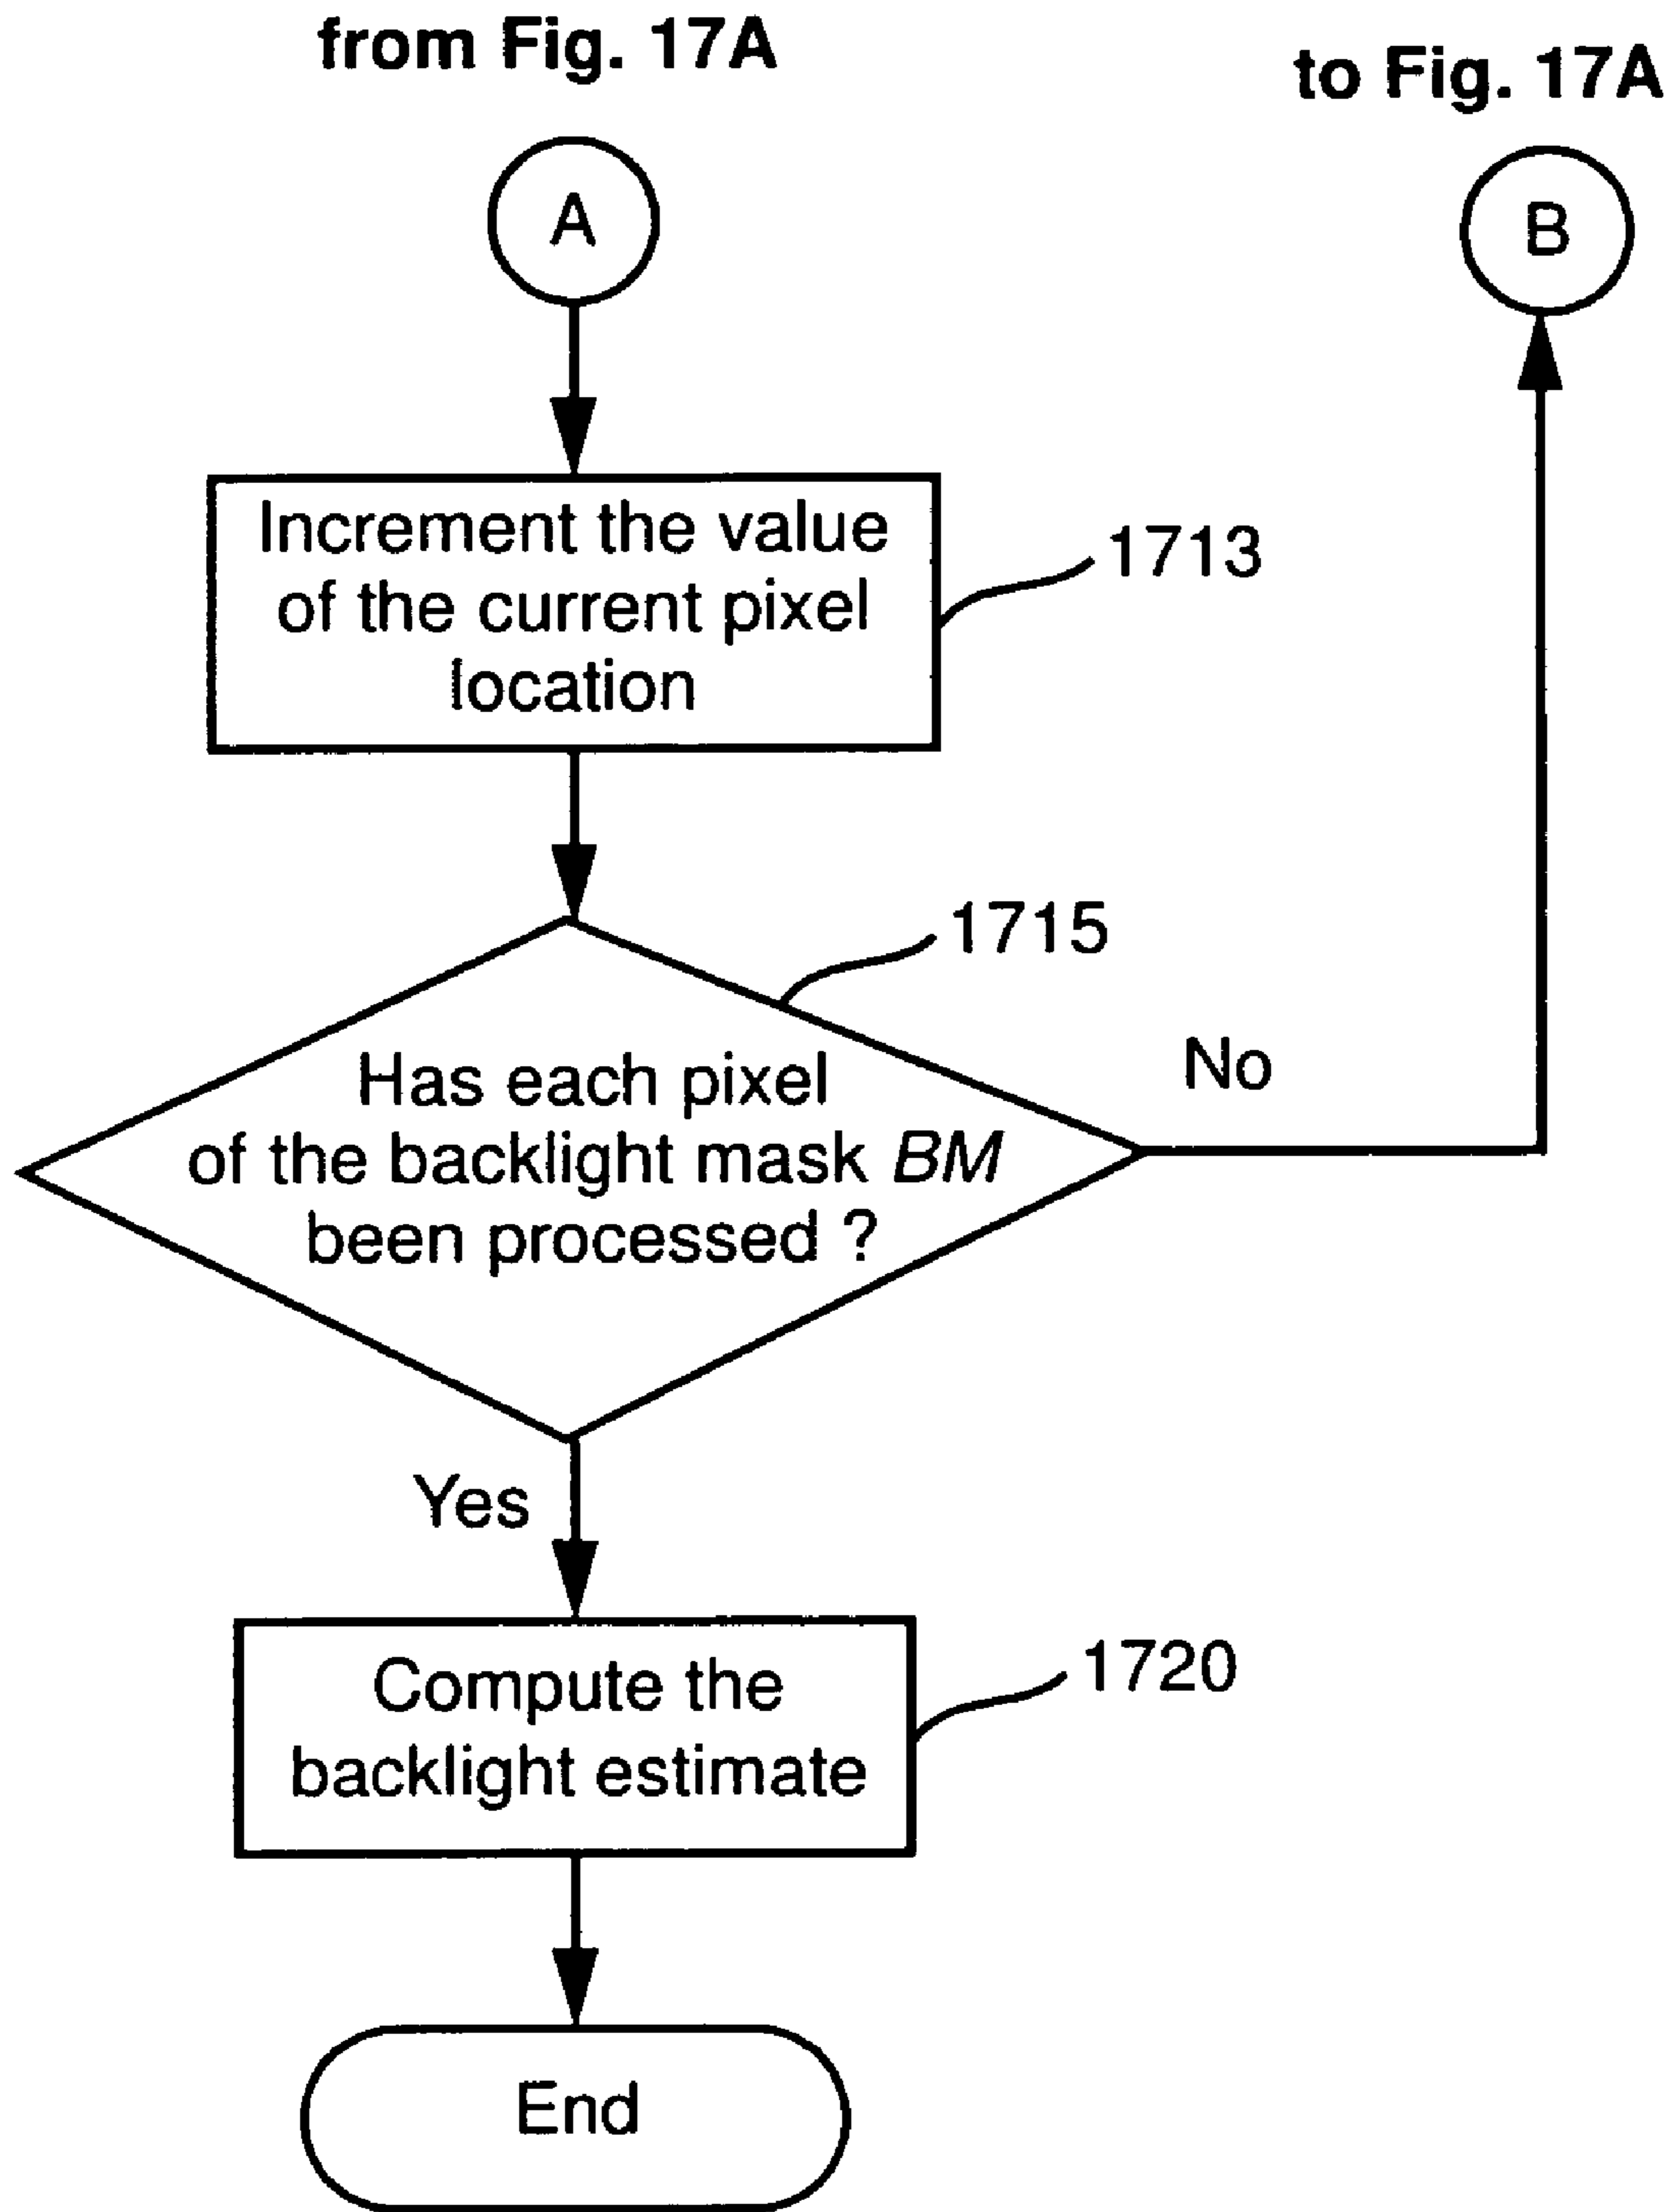 from Fig. 17A
to Fig. 17A
A
B
Increment the value
of the current pixel
location
1713
1715
Has each pixel
of the backlight mask BM
been processed ?
No
Yes
Compute the
backlight estimate
1720
End